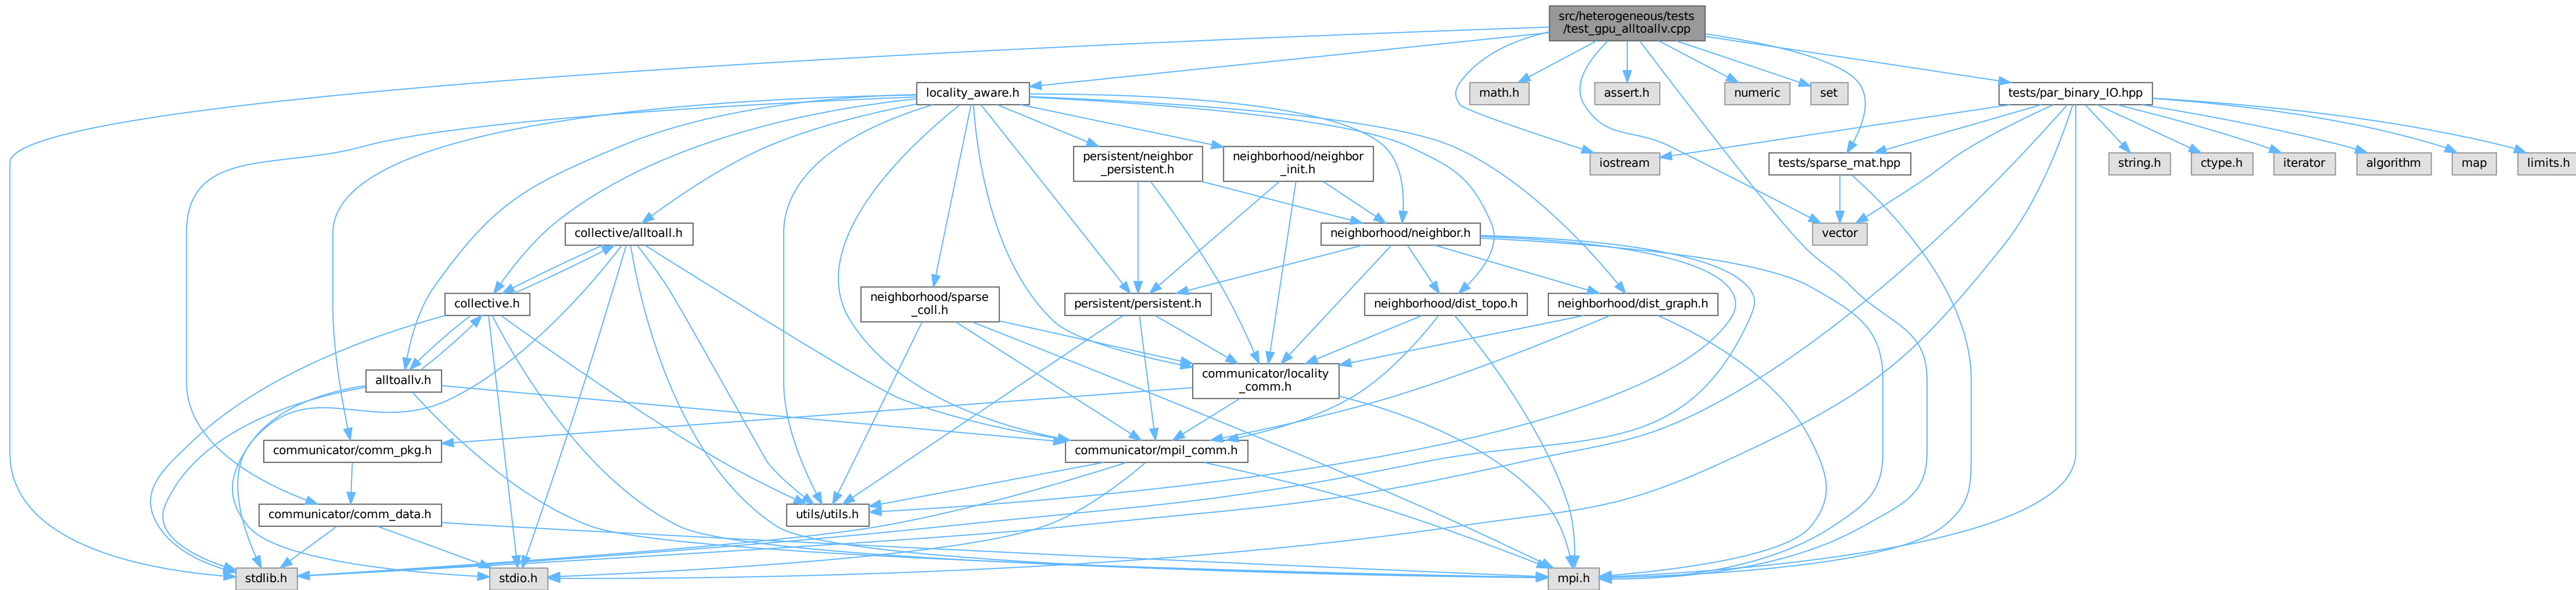 src/heterogeneous/tests
/test_gpu_alltoallv.cpp
locality_aware.h
math.h
assert.h
numeric
set
tests/par_binary_IO.hpp
persistent/neighbor
_persistent.h
neighborhood/neighbor
_init.h
iostream
tests/sparse_mat.hpp
string.h
ctype.h
iterator
algorithm
map
limits.h
collective/alltoall.h
neighborhood/neighbor.h
vector
collective.h
neighborhood/sparse
_coll.h
persistent/persistent.h
neighborhood/dist_topo.h
neighborhood/dist_graph.h
alltoallv.h
communicator/locality
_comm.h
communicator/comm_pkg.h
communicator/mpil_comm.h
communicator/comm_data.h
utils/utils.h
stdlib.h
stdio.h
mpi.h